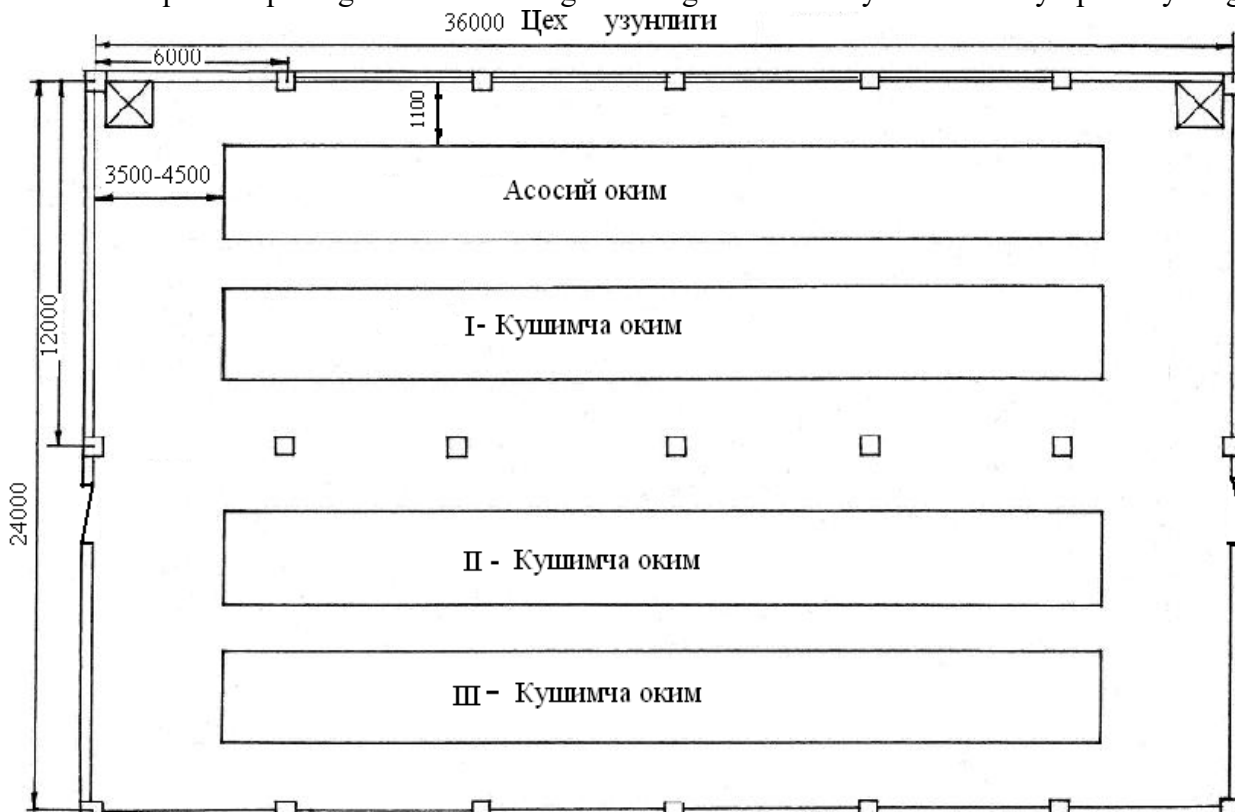 36000 Цех узунлиги
6000
1100
3500-4500
Асосий оким
12000
I- Кушимча оким
24000
II - Кушимча оким
III - Кушимча оким